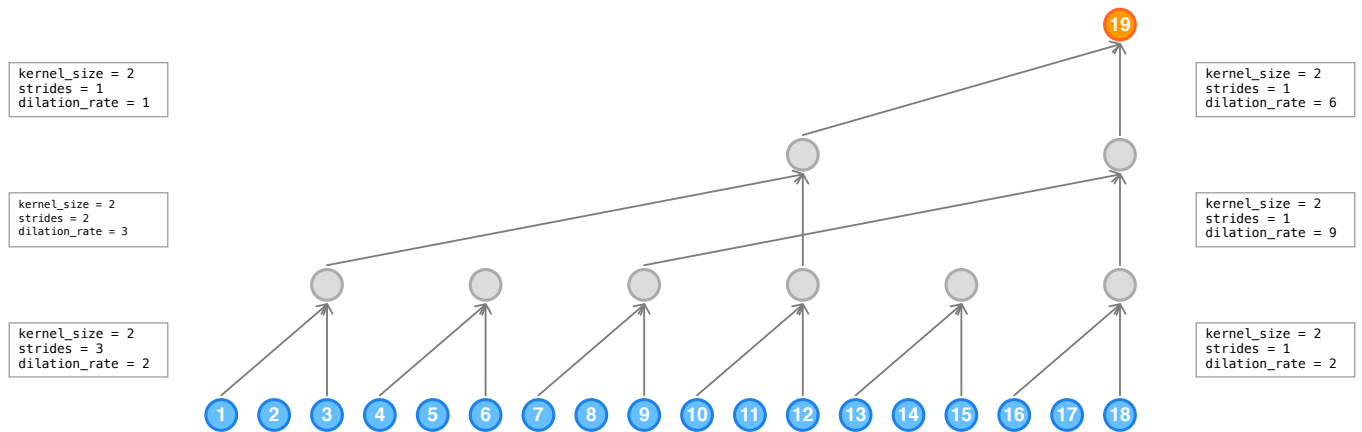 19
kernel_size = 2
strides = 1
dilation_rate = 1
kernel_size = 2
strides = 1
dilation_rate = 6
kernel_size = 2
strides = 2
dilation_rate = 3
kernel_size = 2
strides = 1
dilation_rate = 9
kernel_size = 2
strides = 3
dilation_rate = 2
kernel_size = 2
strides = 1
dilation_rate = 2
1 2 3 4 5 6 7 8 9 10 11 12 13 14 15 16 17 18